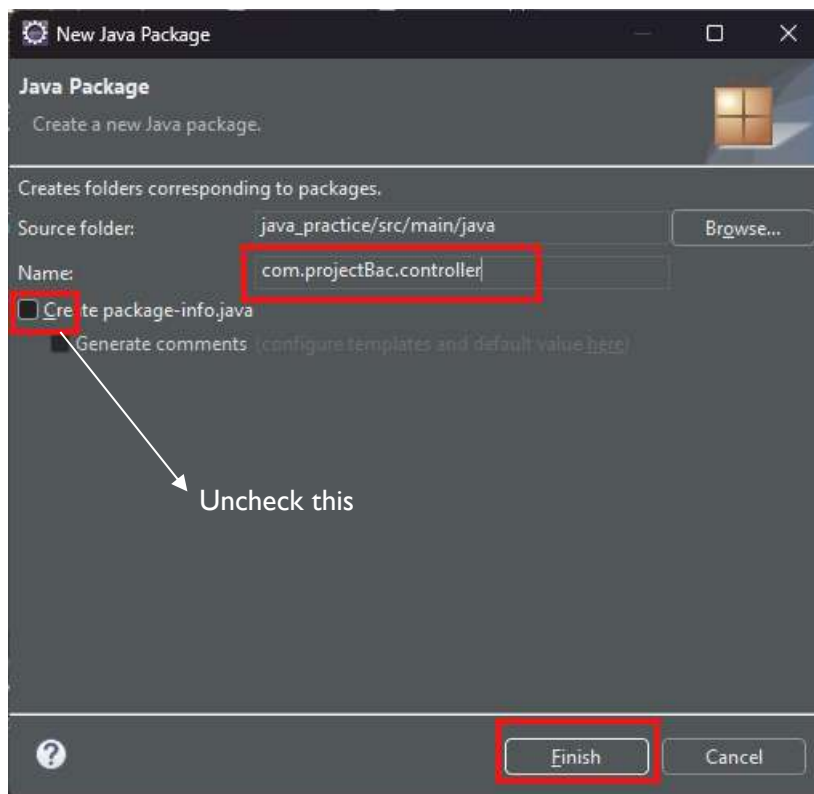 New Java Package
Java Package
Create a new Java package.
Creates folders corresponding to packages.
Source folder: java_practice/src/main/java Browse...
Name: com.projectBac.controller
Create package-info.java
Generate comments (configure templates and default value here)
Uncheck this
? Finish Cancel